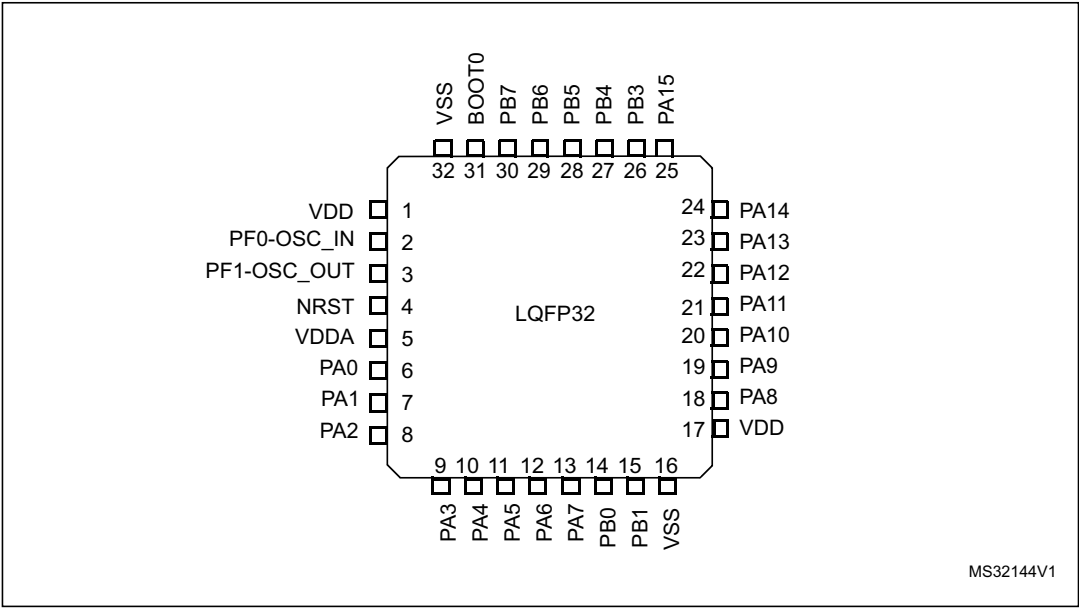 VSS
BOOT0
PB7
PB6
PB5
PB4
PB3
PA15
32 31 30 29 28 27 26 25
VDD 1
PF0-OSC_IN 2
PF1-OSC_OUT 3
NRST 4
VDDA 5
PA0 6
PA1 7
PA2 8
LQFP32
24 PA14
23 PA13
22 PA12
21 PA11
20 PA10
19 PA9
18 PA8
17 VDD
9 10 11 12 13 14 15 16
PA3
PA4
PA5
PA6
PA7
PB0
PB1
VSS
MS32144V1